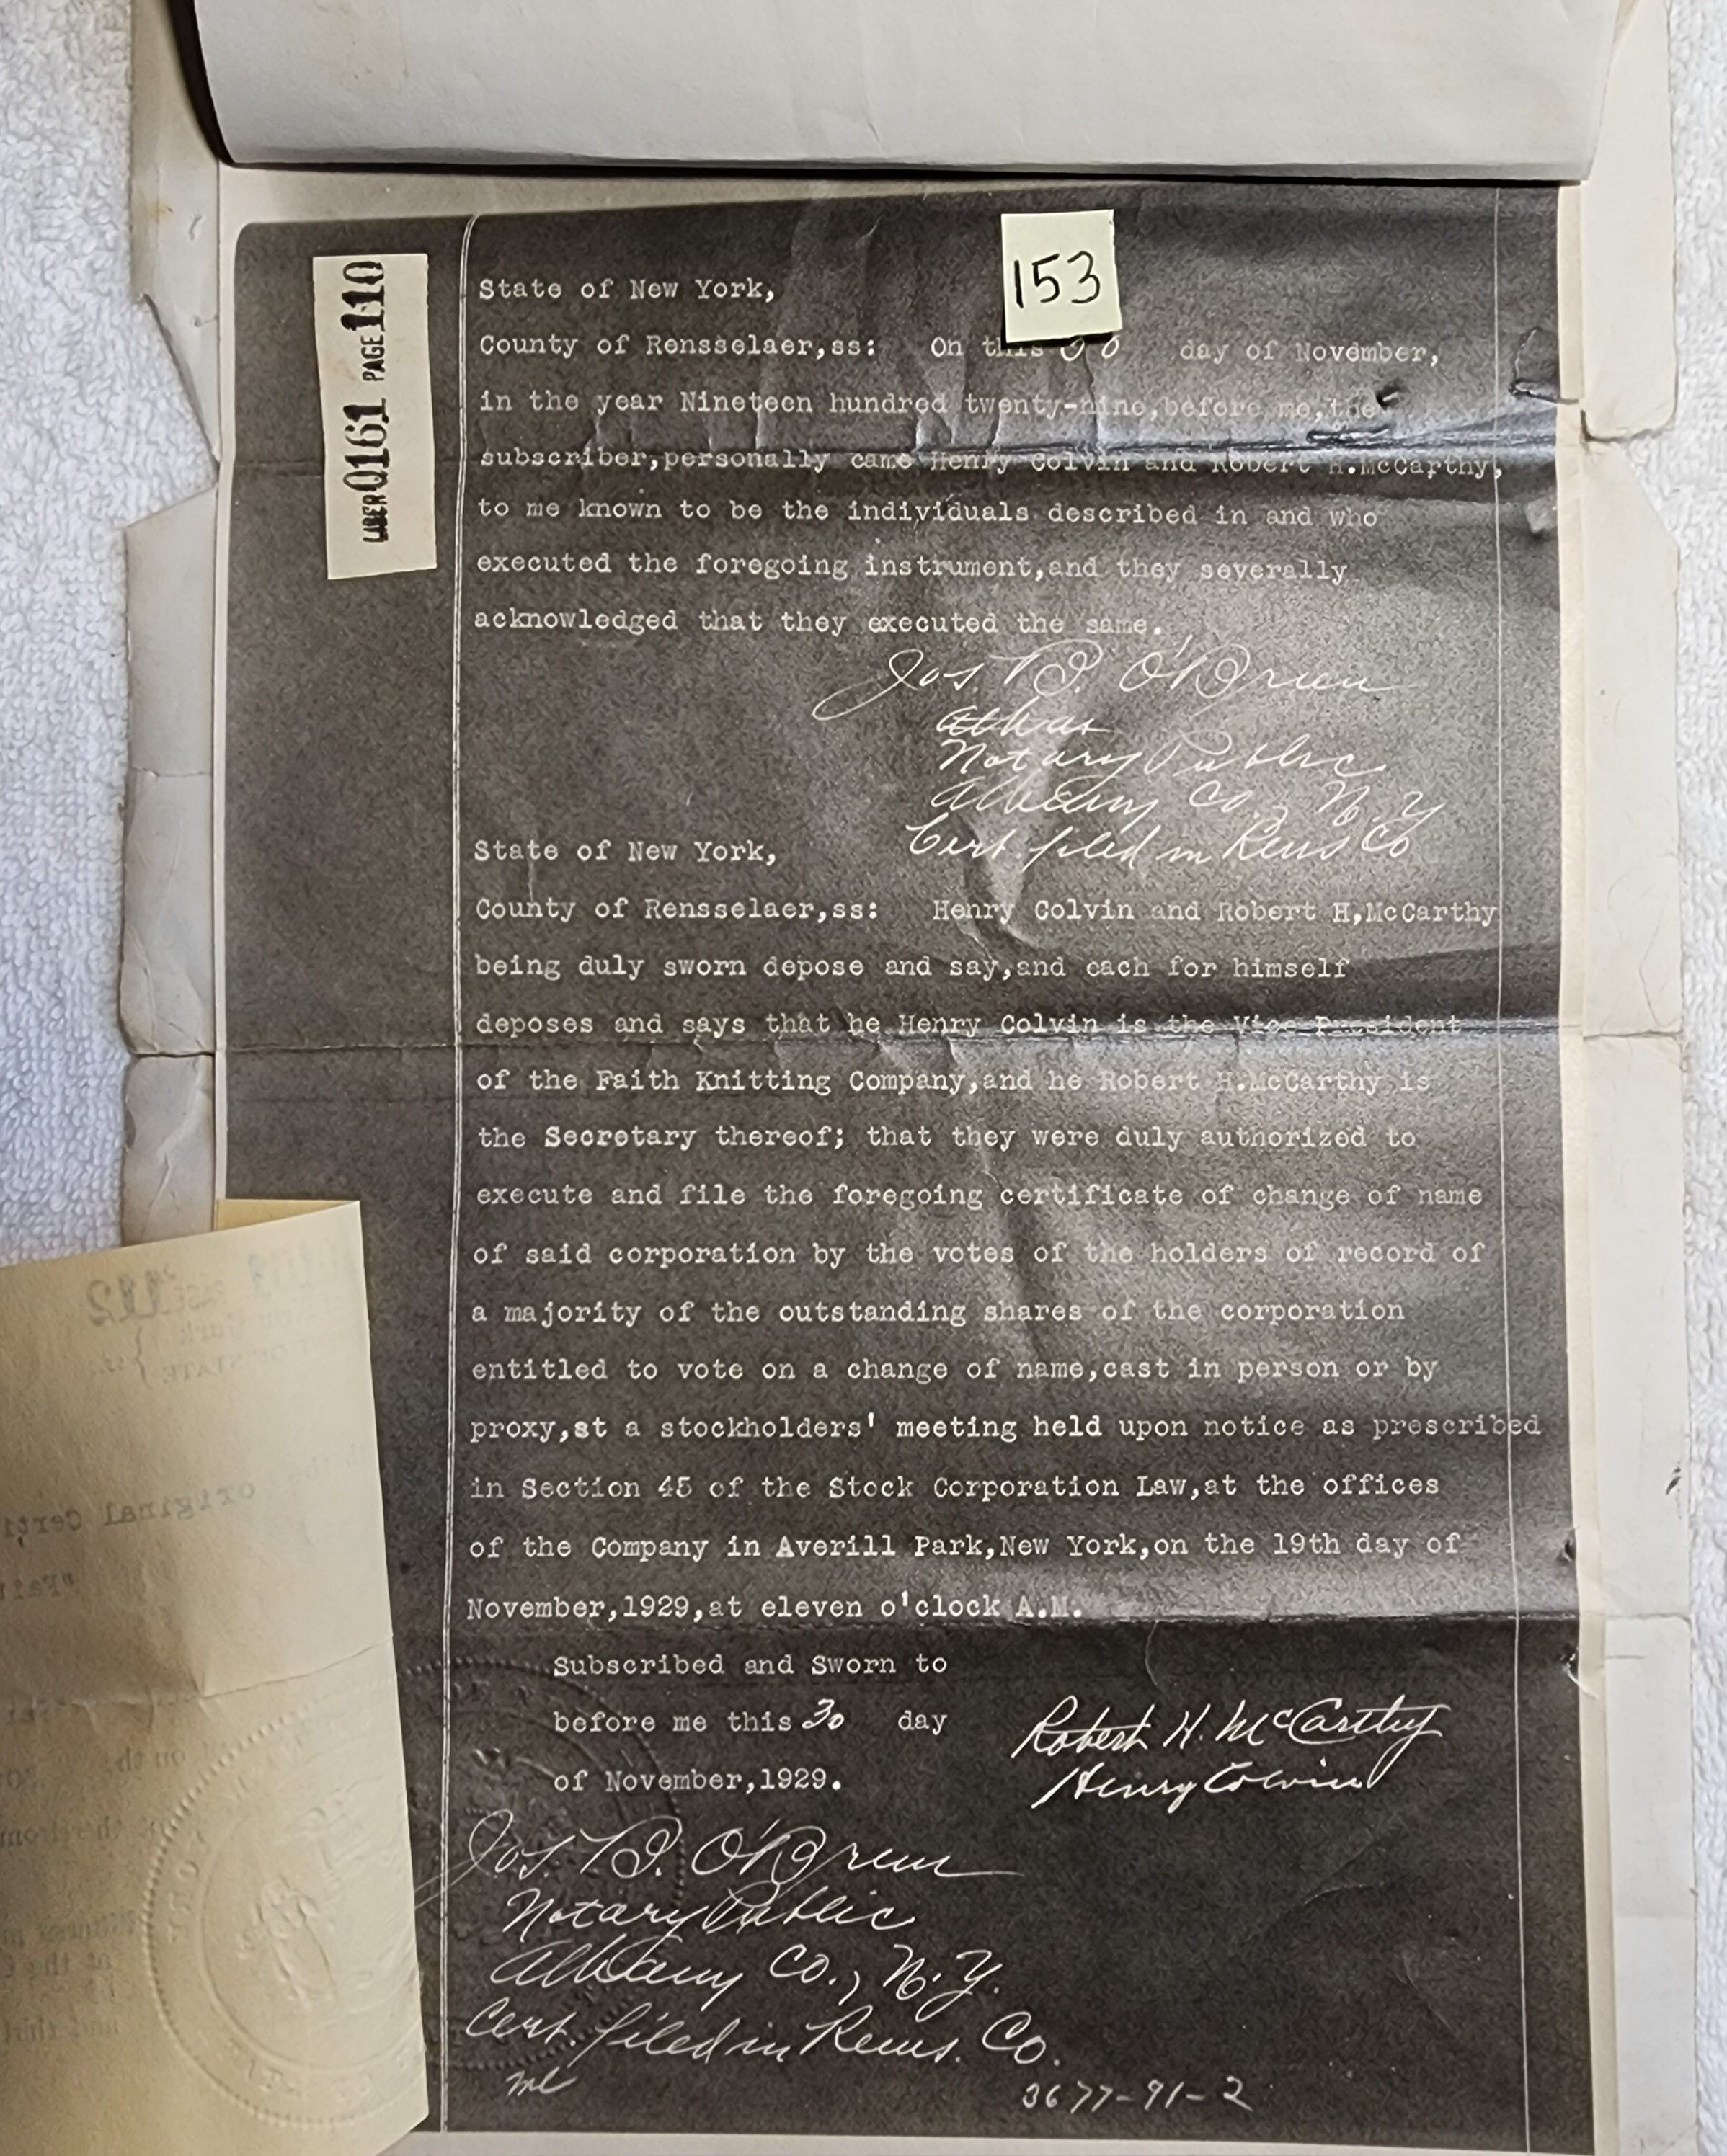 153
LIBER 0161 PAGE 110
State of New York,
County of Rensselaer,ss: On this day of November,
in the year Nineteen hundred twenty-nine,before me,the
subscriber,personally came Henry Colvin and Robert H.McCarthy,
to me known to be the individuals described in and who
executed the foregoing instrument,and they severally
acknowledged that they executed the same.
Jos. B. O'Brien
Notary Public
Albany Co., N.Y
Cert. filed in Rens Co
State of New York,
County of Rensselaer,ss: Henry Colvin and Robert H,McCarthy
being duly sworn depose and say,and each for himself
deposes and says that he Henry Colvin is the Vice President
of the Faith Knitting Company,and he Robert H.McCarthy is
the Secretary thereof; that they were duly authorized to
execute and file the foregoing certificate of change of name
of said corporation by the votes of the holders of record of
a majority of the outstanding shares of the corporation
entitled to vote on a change of name,cast in person or by
proxy,at a stockholders' meeting held upon notice as prescribed
in Section 45 of the Stock Corporation Law,at the offices
of the Company in Averill Park,New York,on the 19th day of
November,1929,at eleven o'clock A.M.
Subscribed and Sworn to
before me this 30 day
of November,1929.
Robert H. McCarthy
Henry Colvin
Jos. B. O'Brien
Notary Public
Albany Co., N.Y.
Cert. filed in Rens. Co.
3677-91-2